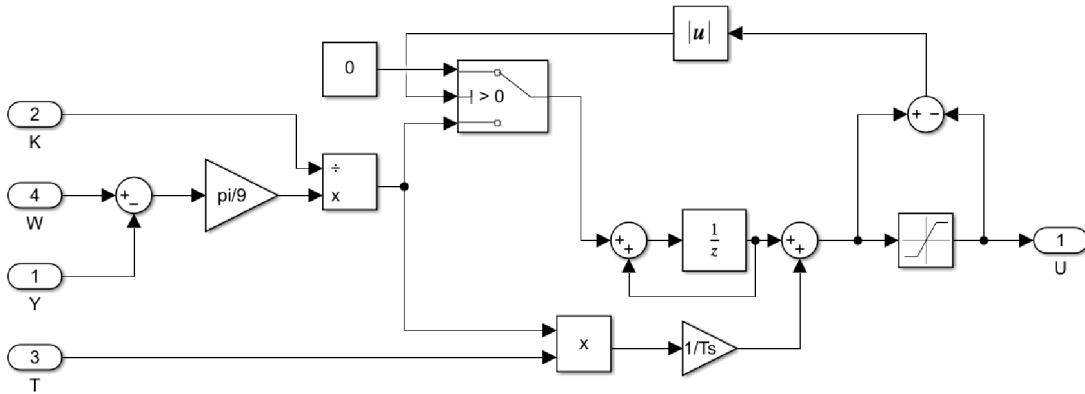 |u|
0
> 0
2
K
÷
x
+ −
4
W
+
−
pi/9
1
Y
+
+
1
z
+
+
1
U
x
1/Ts
3
T